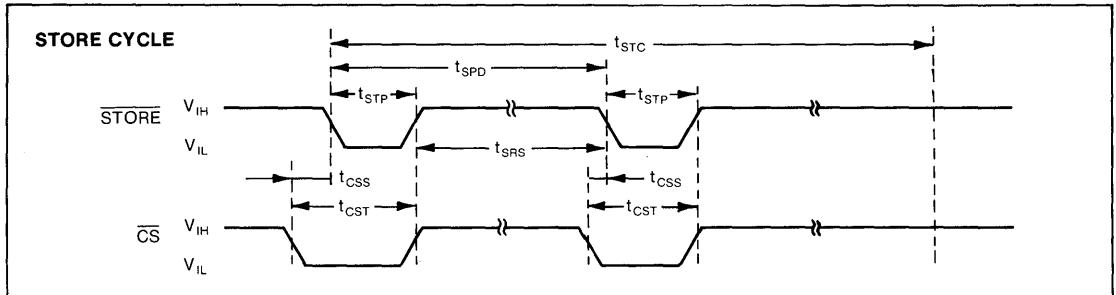 STORE CYCLE
tSTC
tSPD
tSTP tSTP
STORE VIH
VIL
tSRS
tCSS tCSS
tCST tCST
CS VIH
VIL